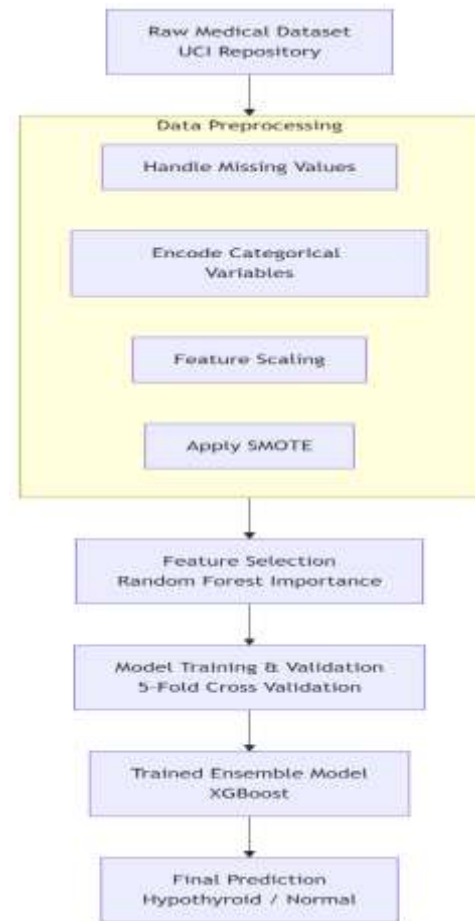 Raw Medical Dataset
UCI Repository
Data Preprocessing
Handle Missing Values
Encode Categorical
Variables
Feature Scaling
Apply SMOTE
Feature Selection
Random Forest Importance
Model Training & Validation
5-Fold Cross Validation
Trained Ensemble Model
XGBoost
Final Prediction
Hypothyroid / Normal